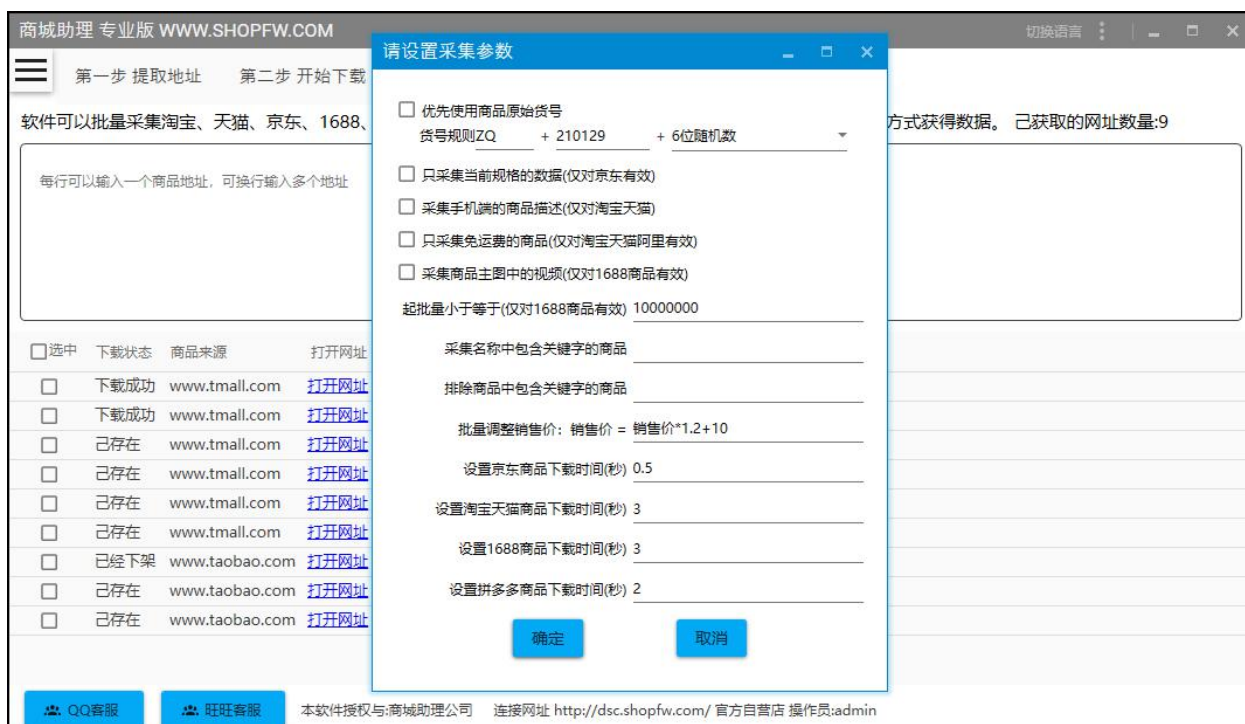 商城助理 专业版 WWW.SHOPFW.COM
切换语言
第一步 提取地址 第二步 开始下载
软件可以批量采集淘宝、天猫、京东、1688、
方式获得数据。 己获取的网址数量:9
每行可以输入一个商品地址, 可换行输入多个地址
选中 下载状态 商品来源 打开网址
下载成功 www.tmall.com 打开网址
下载成功 www.tmall.com 打开网址
己存在 www.tmall.com 打开网址
己存在 www.tmall.com 打开网址
己存在 www.tmall.com 打开网址
己存在 www.tmall.com 打开网址
已经下架 www.taobao.com 打开网址
己存在 www.taobao.com 打开网址
己存在 www.taobao.com 打开网址
请设置采集参数
优先使用商品原始货号
货号规则ZQ + 210129 + 6位随机数
只采集当前规格的数据(仅对京东有效)
采集手机端的商品描述(仅对淘宝天猫)
只采集免运费的商品(仅对淘宝天猫阿里有效)
采集商品主图中的视频(仅对1688商品有效)
起批量小于等于(仅对1688商品有效) 10000000
采集名称中包含关键字的商品
排除商品中包含关键字的商品
批量调整销售价: 销售价 = 销售价*1.2+10
设置京东商品下载时间(秒) 0.5
设置淘宝天猫商品下载时间(秒) 3
设置1688商品下载时间(秒) 3
设置拼多多商品下载时间(秒) 2
确定 取消
QQ客服 旺旺客服 本软件授权与:商城助理公司 连接网址 http://dsc.shopfw.com/ 官方自营店 操作员:admin